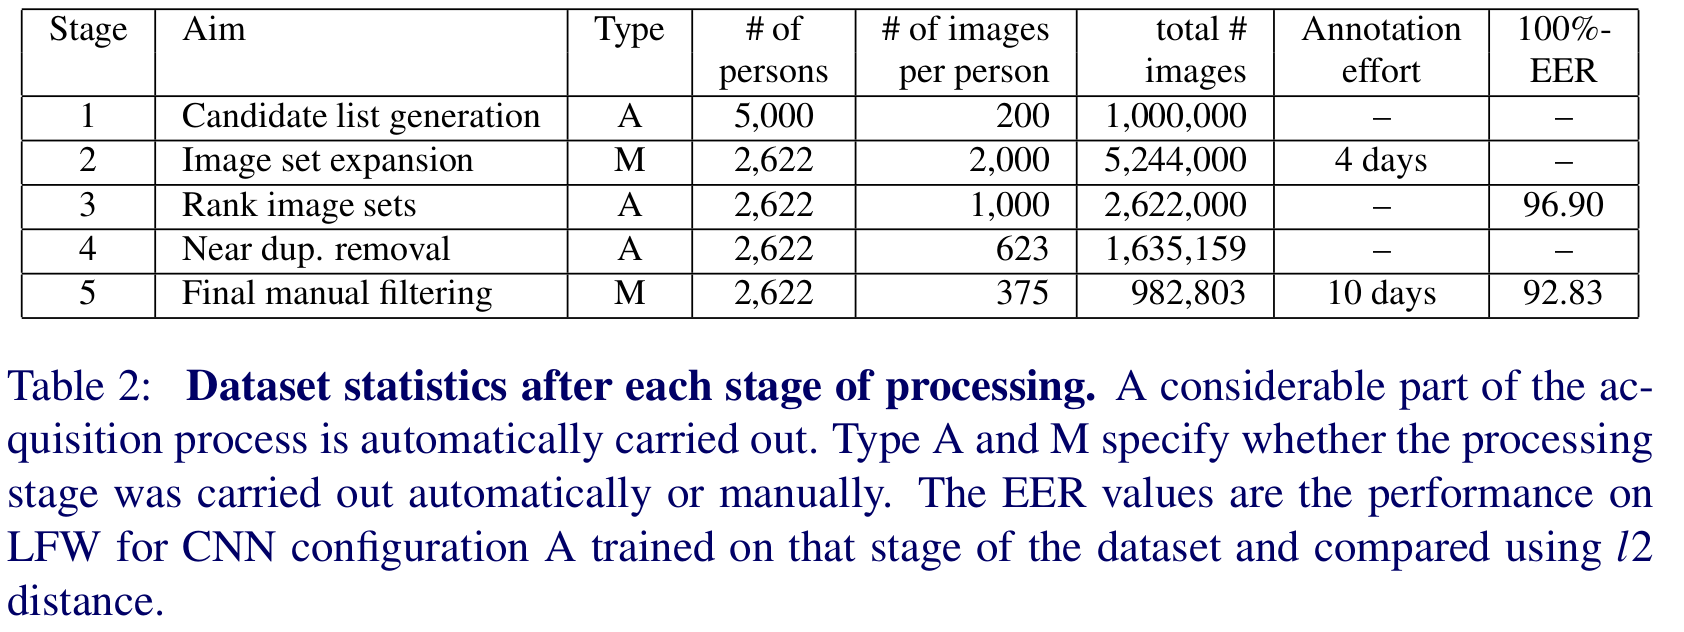 Stage Aim Type # of persons # of images per person total # images Annotation effort 100%-EER
1 Candidate list generation A 5,000 200 1,000,000 – –
2 Image set expansion M 2,622 2,000 5,244,000 4 days –
3 Rank image sets A 2,622 1,000 2,622,000 – 96.90
4 Near dup. removal A 2,622 623 1,635,159 – –
5 Final manual filtering M 2,622 375 982,803 10 days 92.83
Table 2: Dataset statistics after each stage of processing. A considerable part of the ac-
quisition process is automatically carried out. Type A and M specify whether the processing
stage was carried out automatically or manually. The EER values are the performance on
LFW for CNN configuration A trained on that stage of the dataset and compared using l2
distance.